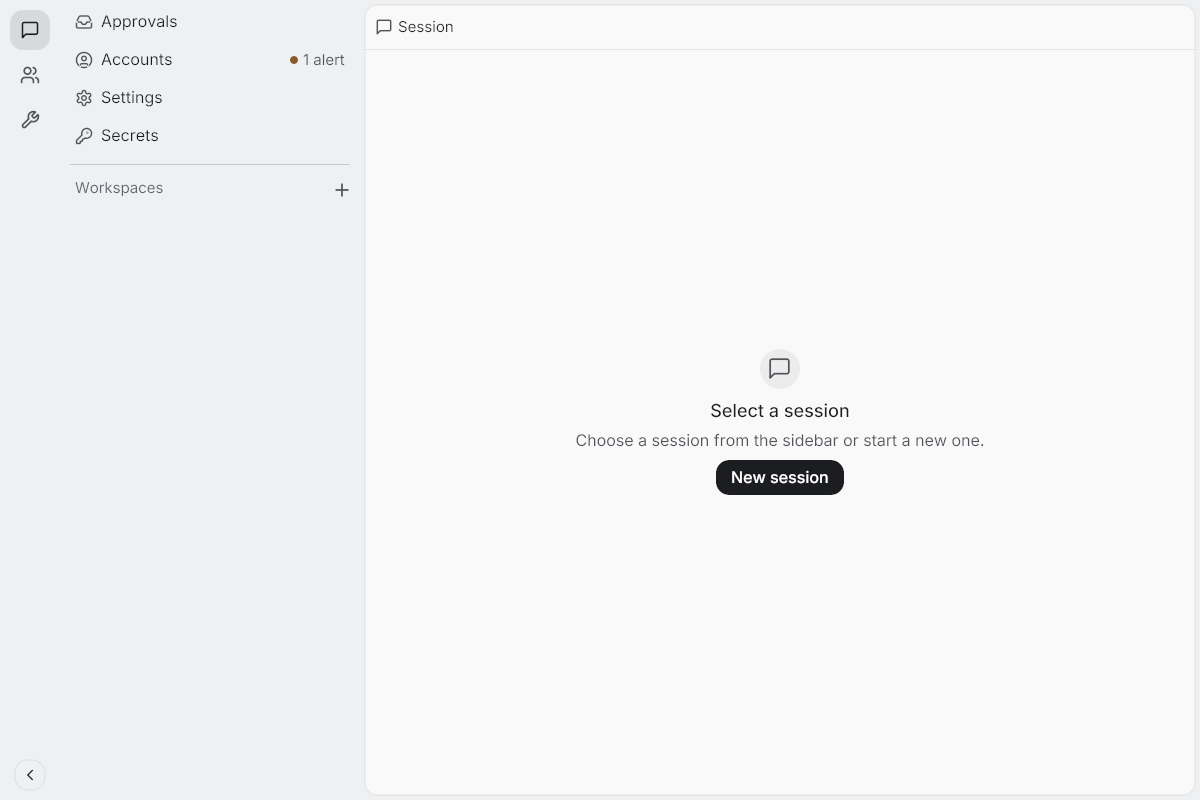 Approvals
Accounts
1 alert
Settings
Secrets
Workspaces
Session
Select a session
Choose a session from the sidebar or start a new one.
New session